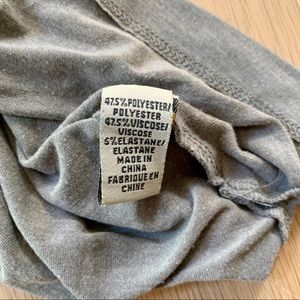 47.5%POLYESTER/
POLYESTER
47.5%VISCOSE/
VISCOSE
5%ELASTANE/
ELASTANE
MADE IN
CHINA
FABRIQUE EN
CHINE